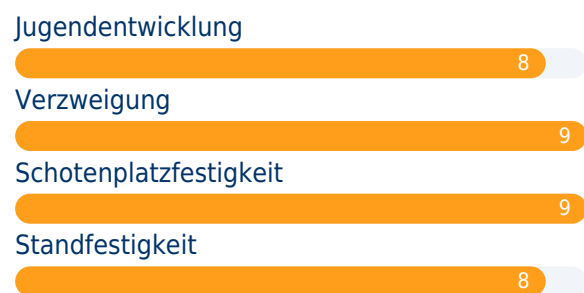 Jugendentwicklung
8
Verzweigung
9
Schotenplatzfestigkeit
9
Standfestigkeit
8